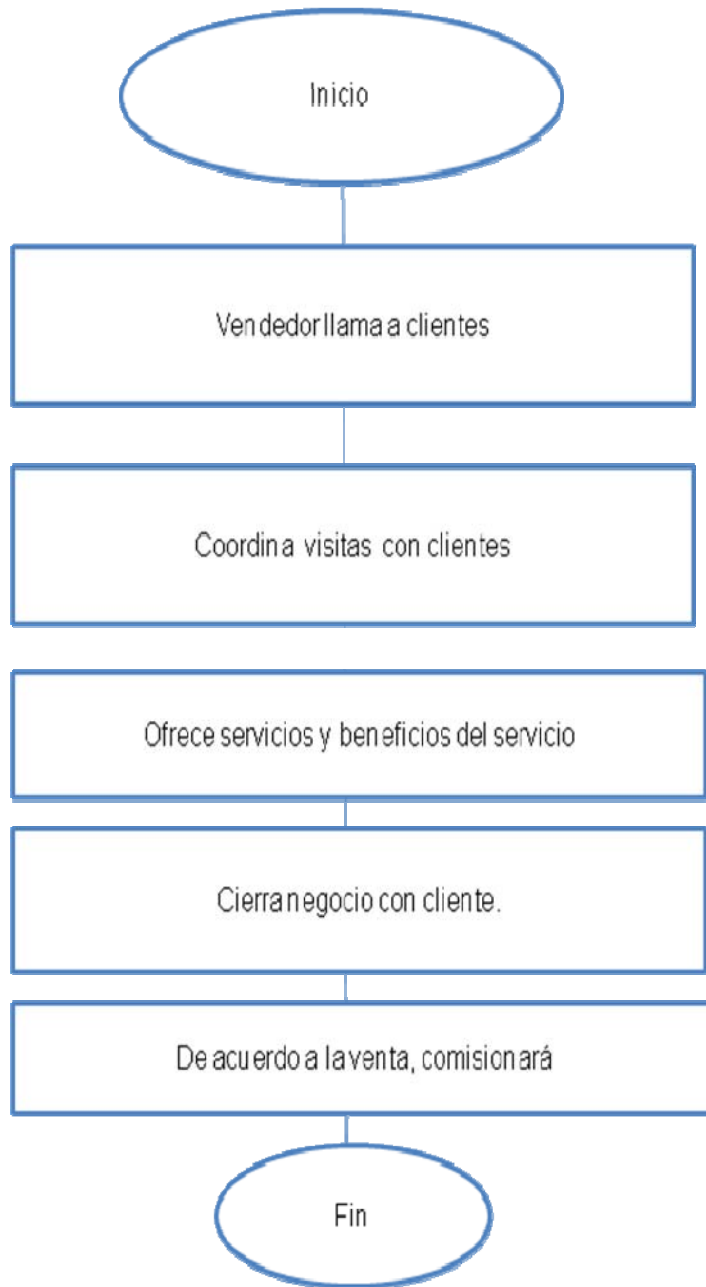 Inicio
Vendedor llama a clientes
Coordina visitas con clientes
Ofrece servicios y beneficios del servicio
Cierra negocio con cliente.
De acuerdo a la venta, comisionará
Fin